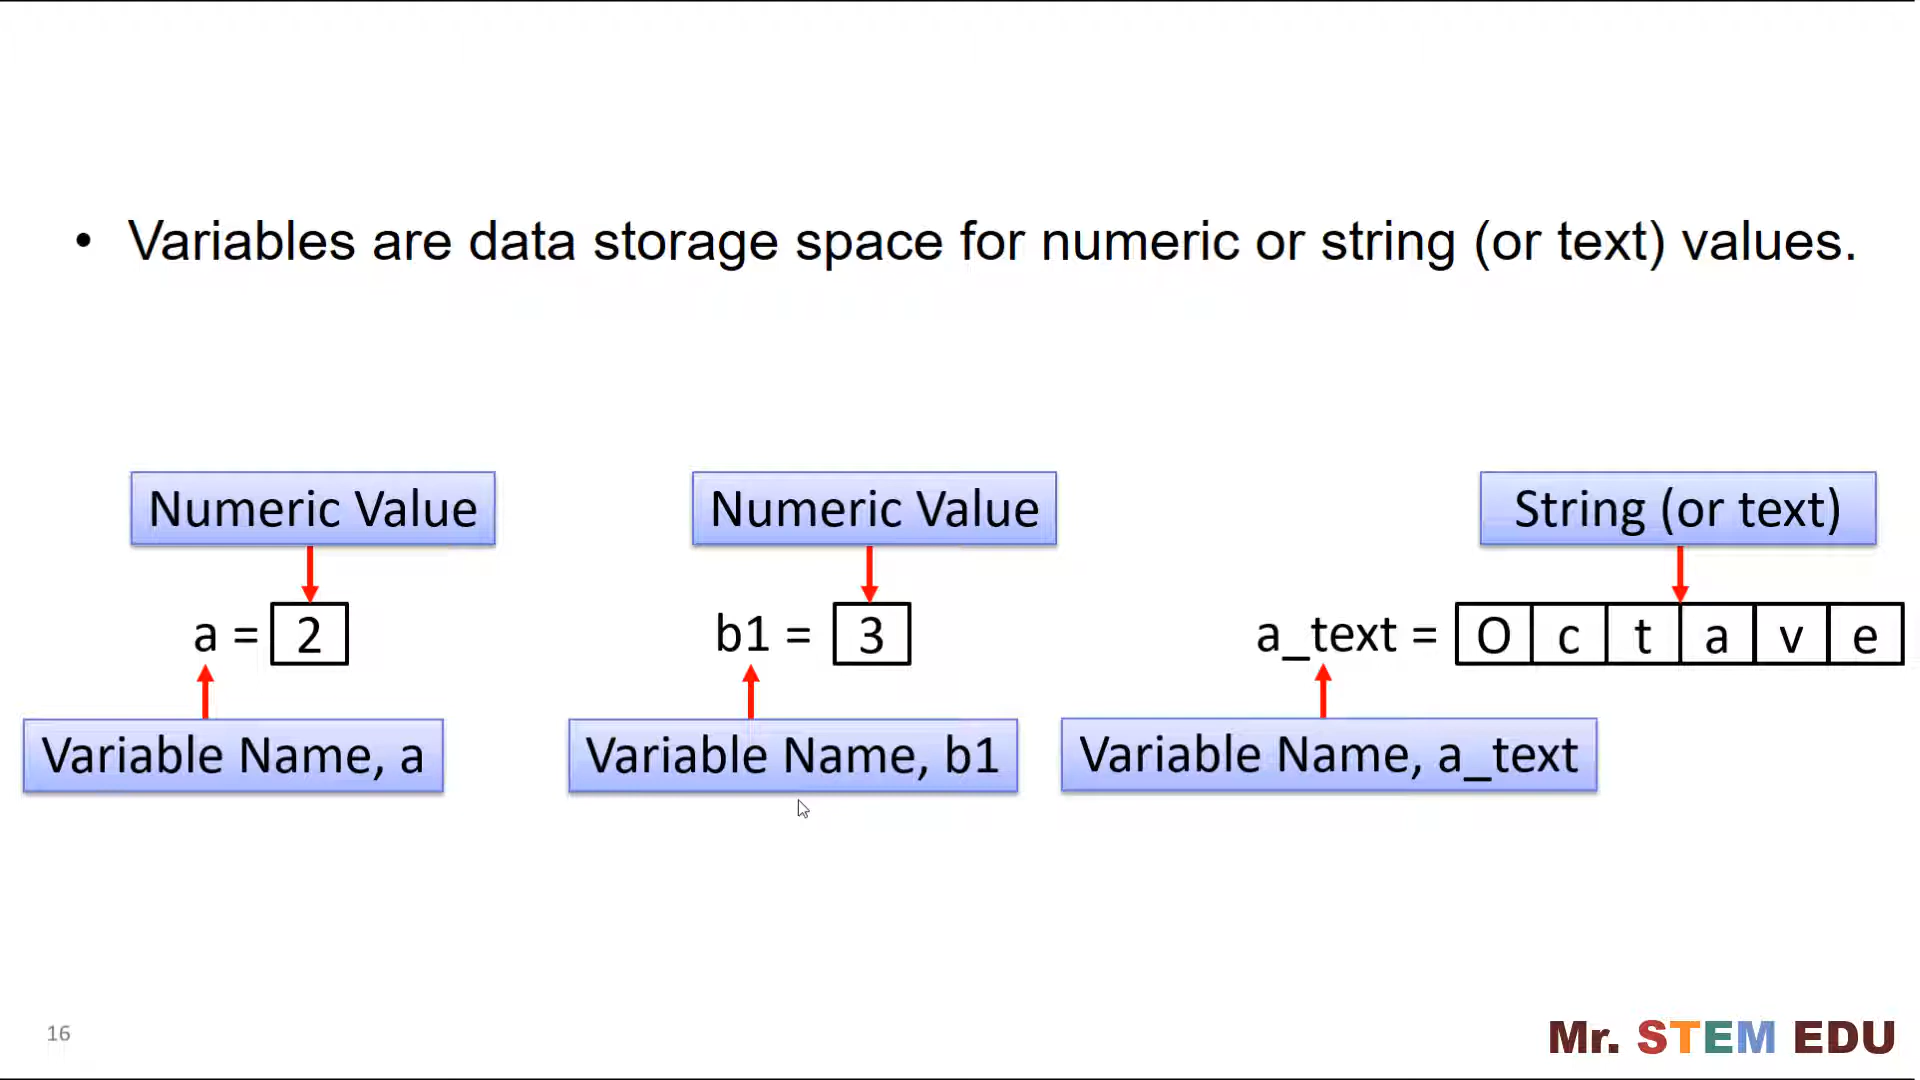 • Variables are data storage space for numeric or string (or text) values.
Numeric Value
Numeric Value
String (or text)
a = 2
b1 = 3
a_text = O c t a v e
Variable Name, a
Variable Name, b1
Variable Name, a_text
16
Mr. STEM EDU